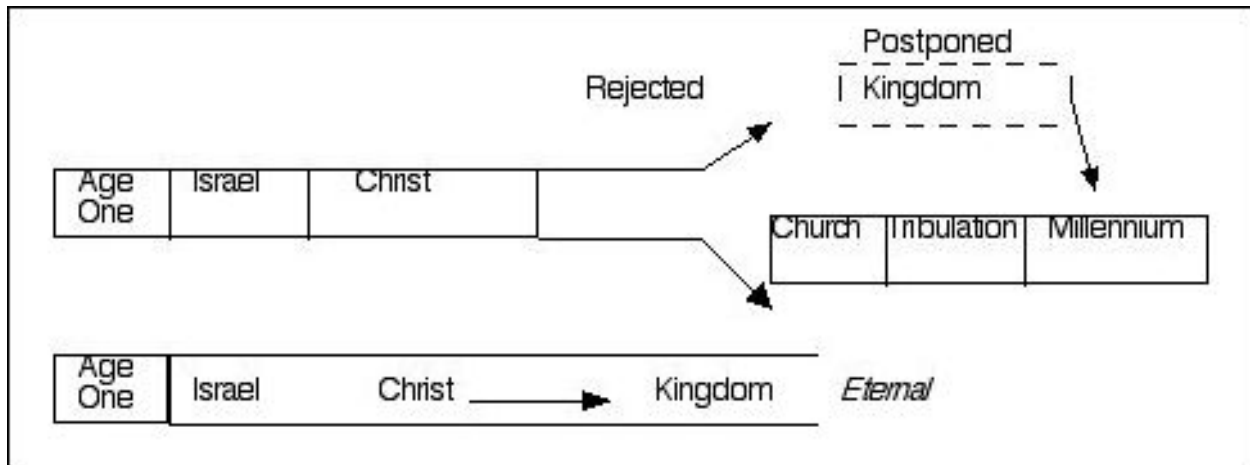 Postponed
Rejected
Kingdom
Age
One
Israel
Christ
Church
Tribulation
Millennium
Age
One
Israel
Christ
Kingdom
Eternal